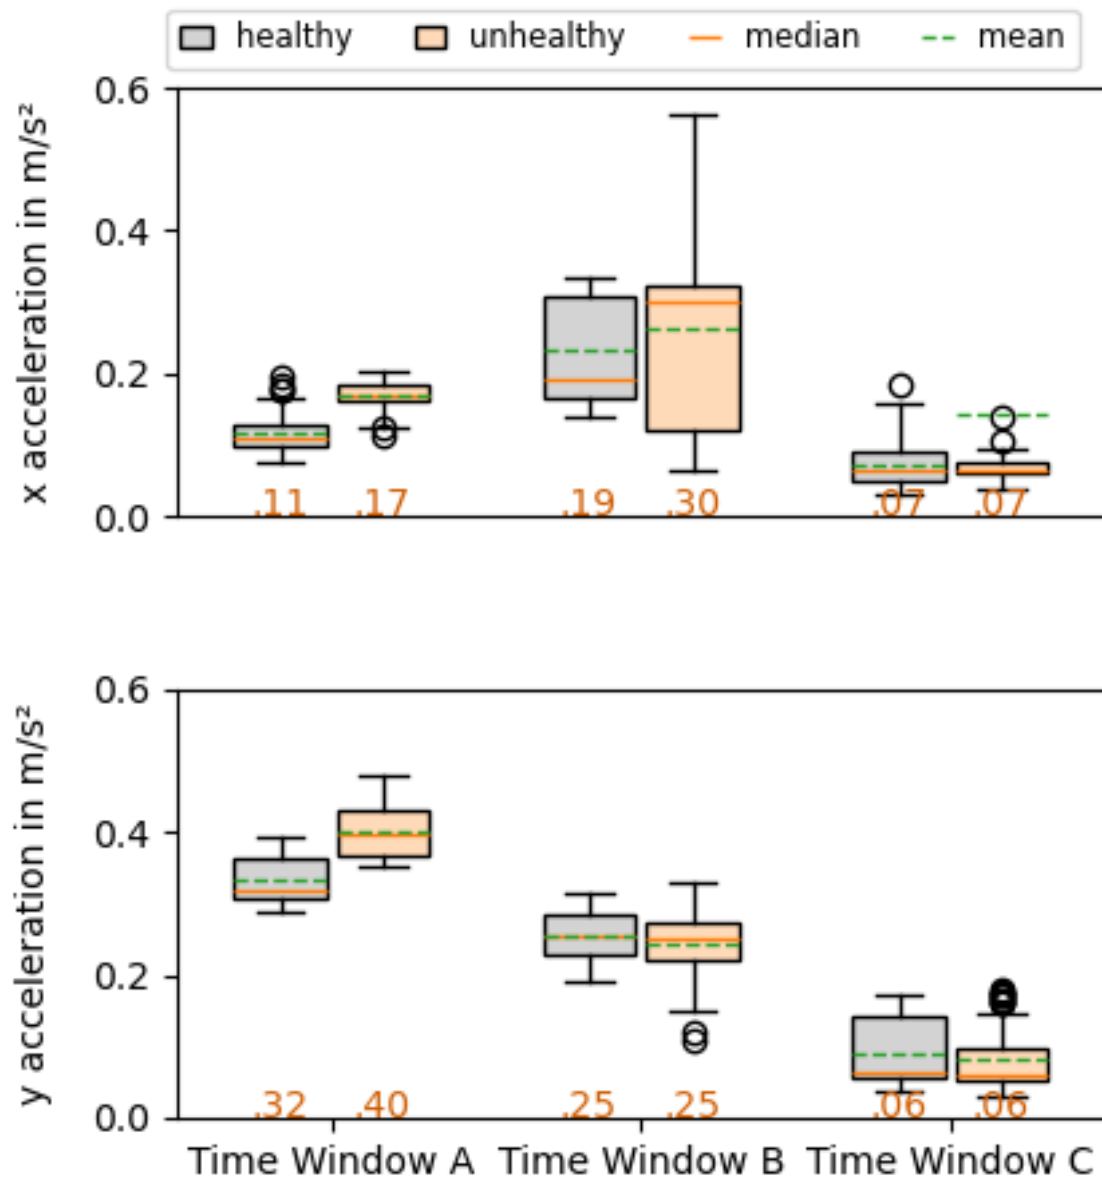 healthy unhealthy median mean
x acceleration in m/s²
0.6
0.4
0.2
0.0
.11 .17 .19 .30 .07 .07
y acceleration in m/s²
0.6
0.4
0.2
0.0
.32 .40 .25 .25 .06 .06
Time Window A Time Window B Time Window C